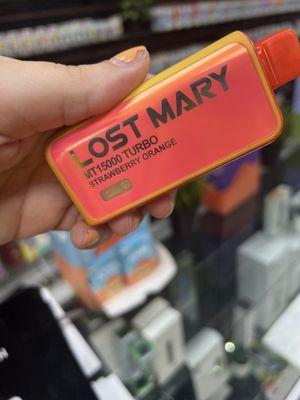 LOST MARY
MT15000 TURBO
STRAWBERRY ORANGE